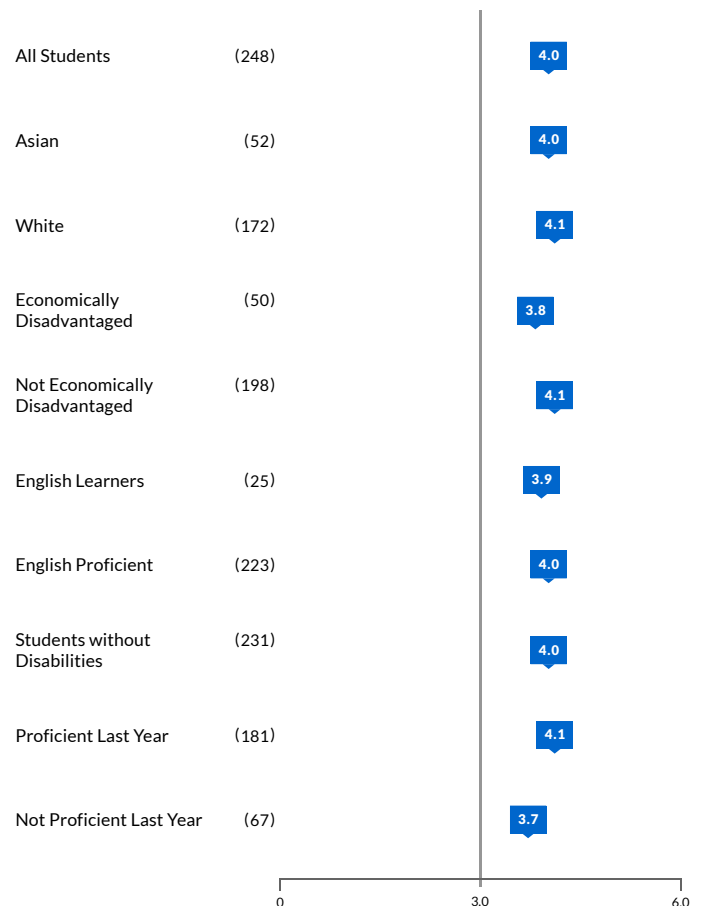 All Students (248) 4.0
Asian (52) 4.0
White (172) 4.1
Economically (50)
Disadvantaged 3.8
Not Economically (198)
Disadvantaged 4.1
English Learners (25) 3.9
English Proficient (223) 4.0
Students without (231)
Disabilities 4.0
Proficient Last Year (181) 4.1
Not Proficient Last Year (67) 3.7
0 3.0 6.0